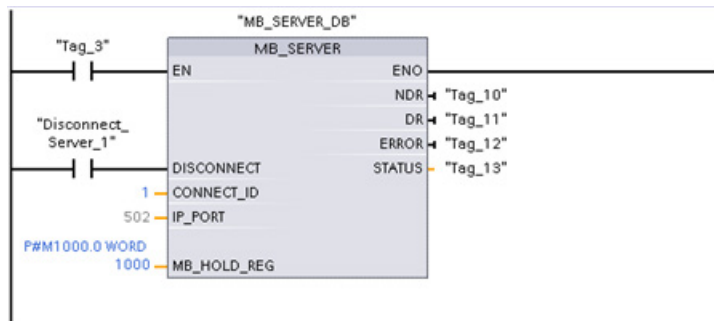 "MB_SERVER_DB"
"Tag_3"
MB_SERVER
EN
ENO
NDR
"Tag_10"
DR
"Tag_11"
"Disconnect_
Server_1"
ERROR
"Tag_12"
DISCONNECT
STATUS
"Tag_13"
1
CONNECT_ID
502
IP_PORT
P#M1000.0 WORD
1000
MB_HOLD_REG